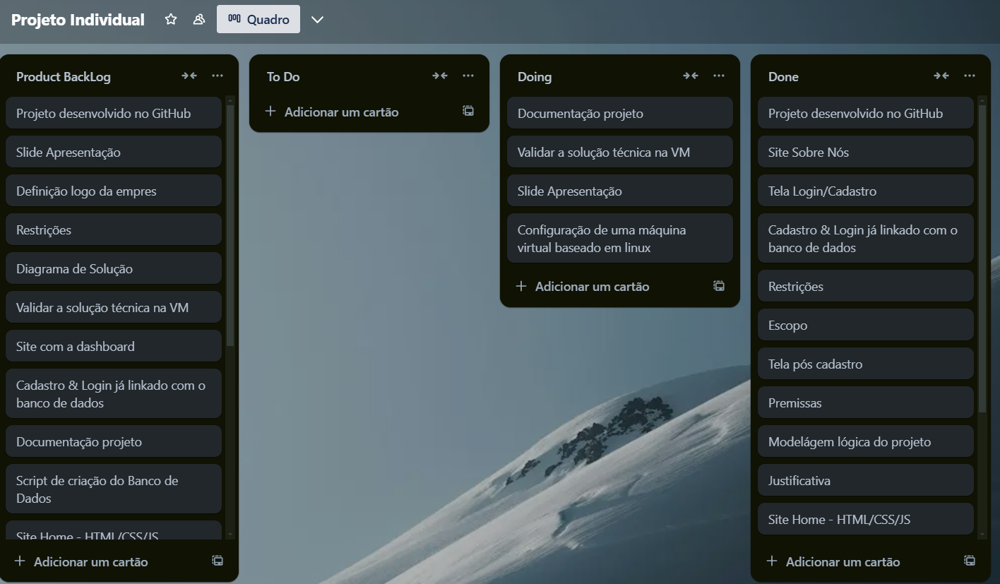 Projeto Individual
Quadro
Product BackLog
Projeto desenvolvido no GitHub
Slide Apresentação
Definição logo da empres
Restrições
Diagrama de Solução
Validar a solução técnica na VM
Site com a dashboard
Cadastro & Login já linkado com o
banco de dados
Documentação projeto
Script de criação do Banco de
Dados
Site Home - HTML/CSS/JS
Adicionar um cartão
To Do
Adicionar um cartão
Doing
Documentação projeto
Validar a solução técnica na VM
Slide Apresentação
Configuração de uma máquina
virtual baseado em linux
Adicionar um cartão
Done
Projeto desenvolvido no GitHub
Site Sobre Nós
Tela Login/Cadastro
Cadastro & Login já linkado com o
banco de dados
Restrições
Escopo
Tela pós cadastro
Premissas
Modelágem lógica do projeto
Justificativa
Site Home - HTML/CSS/JS
Adicionar um cartão